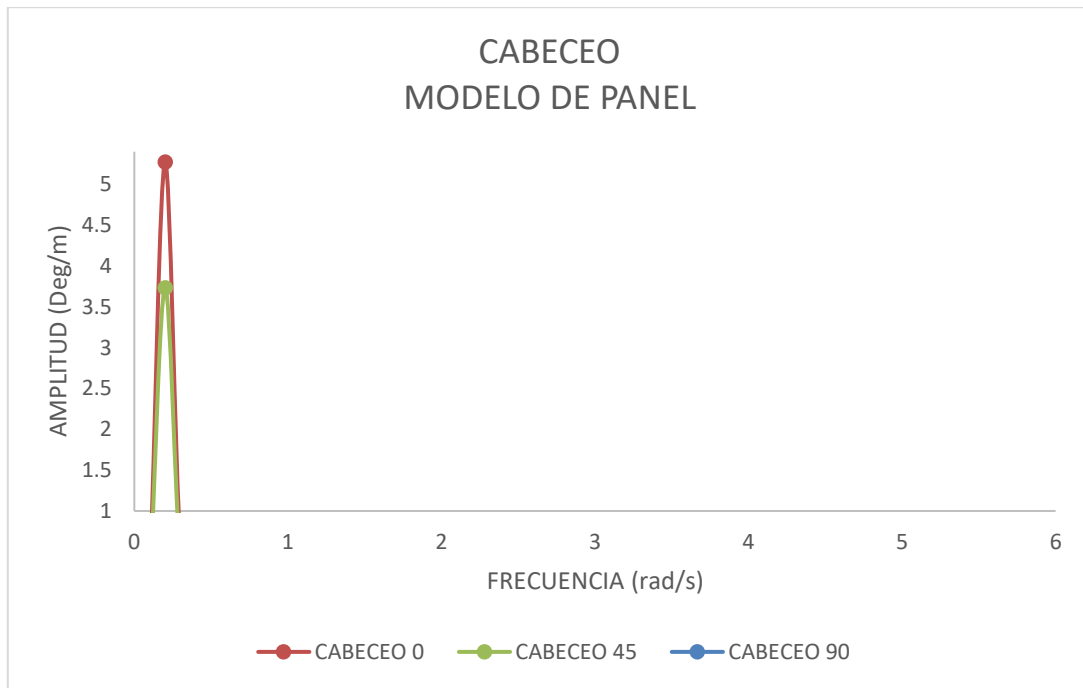 CABECEO
MODELO DE PANEL
AMPLITUD (Deg/m)
5
4.5
4
3.5
3
2.5
2
1.5
1
0 1 2 3 4 5 6
FRECUENCIA (rad/s)
CABECEO 0 CABECEO 45 CABECEO 90